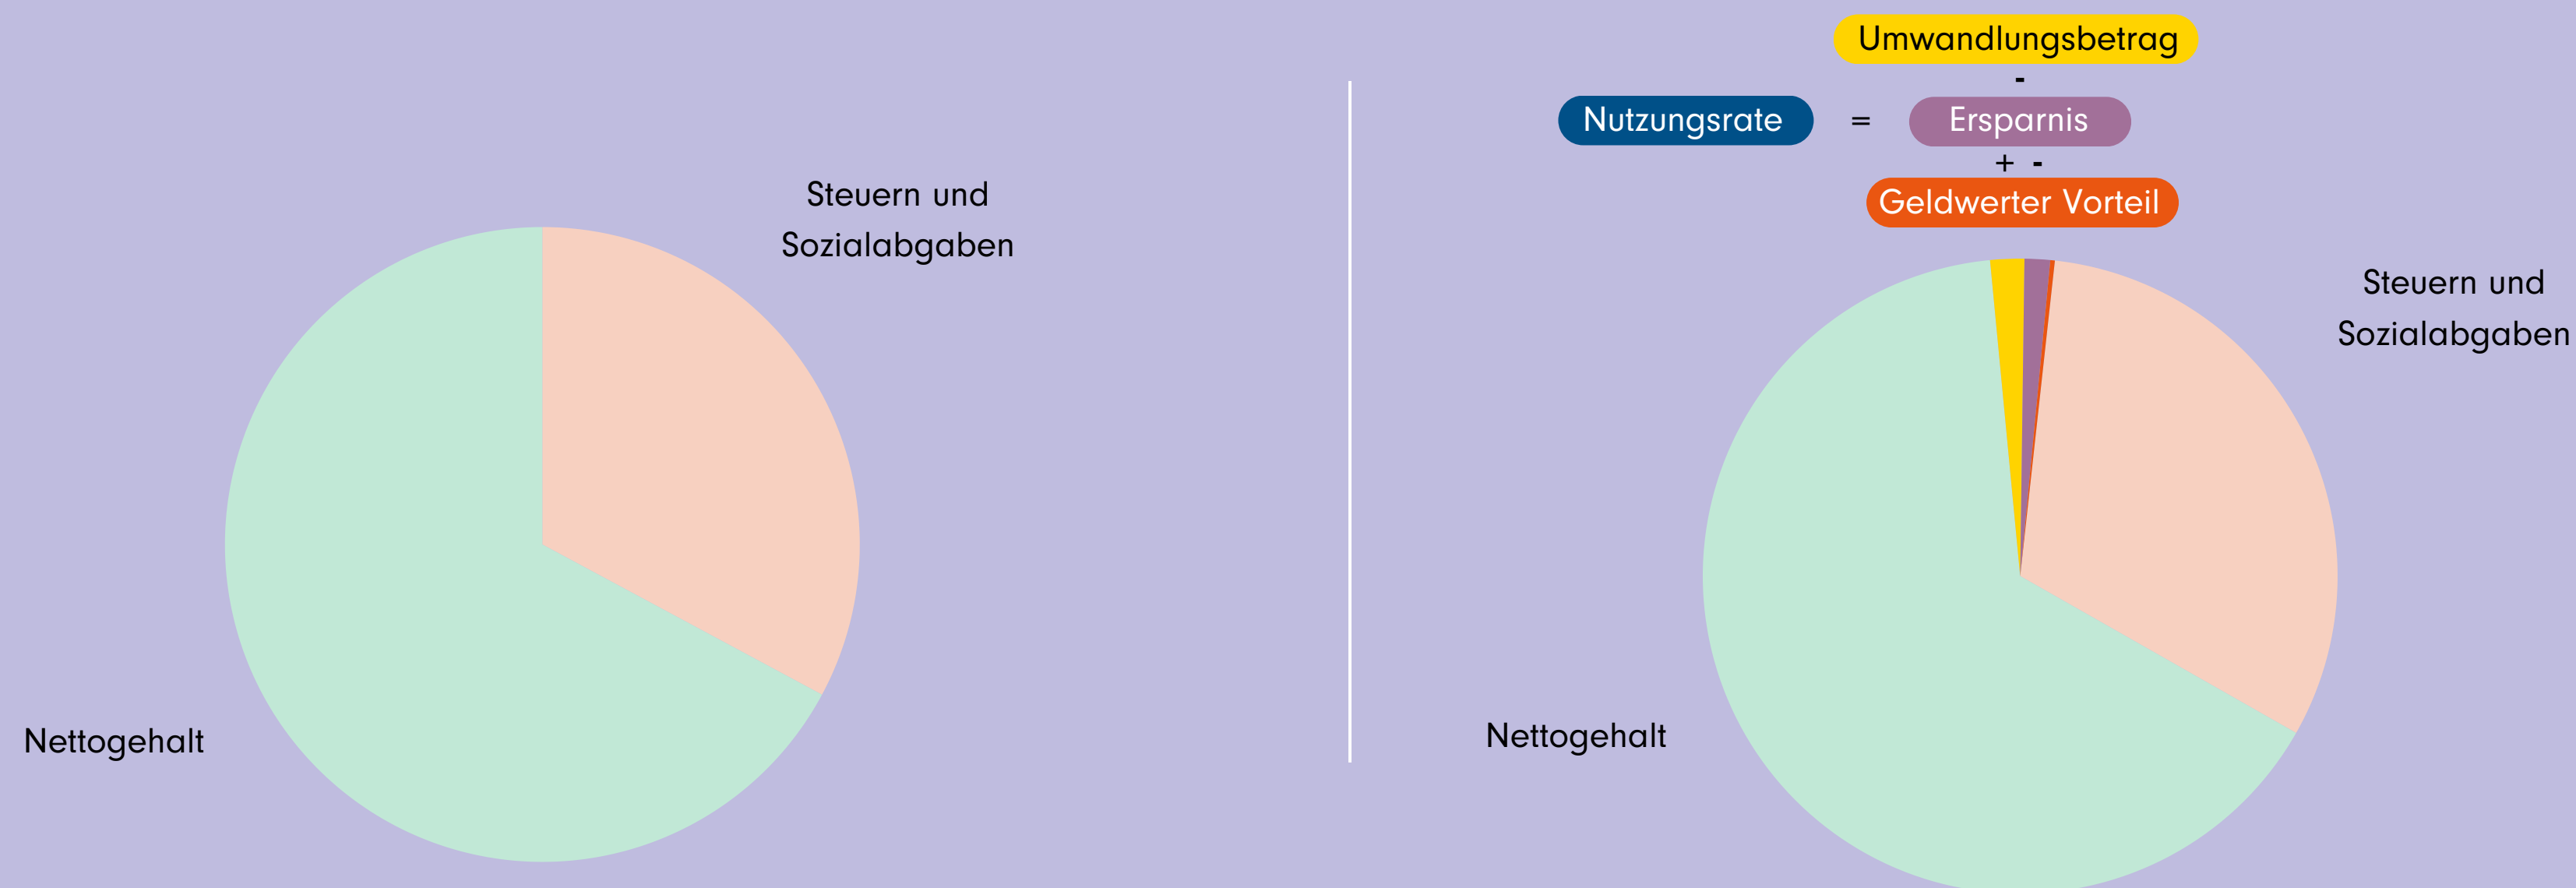 Steuern und
Sozialabgaben
Nettogehalt
Umwandlungsbetrag
-
Nutzungsrate = Ersparnis
+ -
Geldwerter Vorteil
Steuern und
Sozialabgaben
Nettogehalt